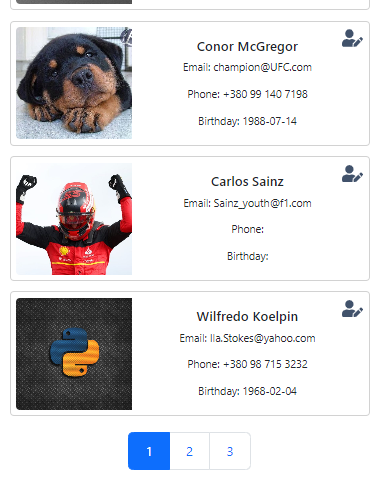 Conor McGregor
Email: champion@UFC.com
Phone: +380 99 140 7198
Birthday: 1988-07-14
Carlos Sainz
Email: Sainz_youth@f1.com
Phone:
Birthday:
Wilfredo Koelpin
Email: Ila.Stokes@yahoo.com
Phone: +380 98 715 3232
Birthday: 1968-02-04
1 2 3